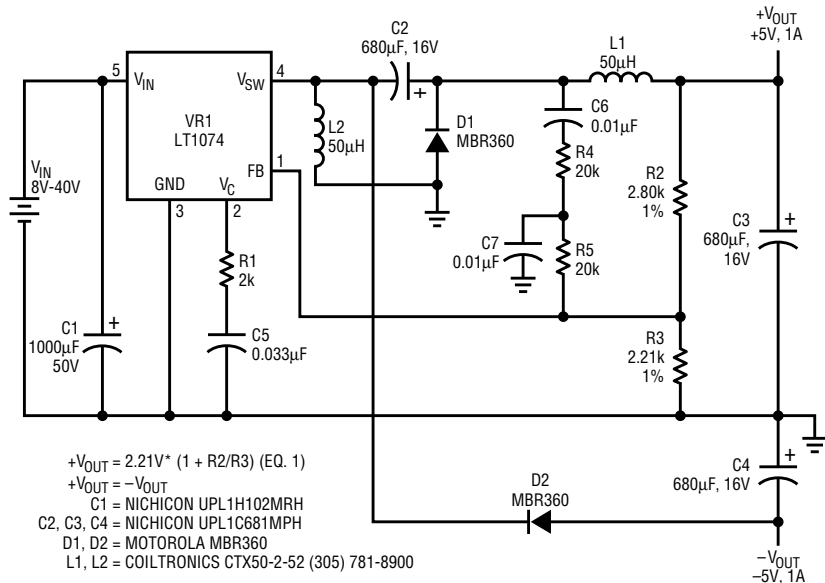 C2
680µF, 16V
L1
50µH
+VOUT
+5V, 1A
5
VIN
VSW
4
VR1
LT1074
FB
1
GND
VC
3
2
L2
50µH
+
D1
MBR360
C6
0.01µF
R4
20k
R2
2.80k
1%
VIN
8V-40V
C7
0.01µF
R5
20k
C3
680µF,
16V
+
R1
2k
C1
1000µF
50V
+
C5
0.033µF
R3
2.21k
1%
C4
680µF, 16V
+
D2
MBR360
–VOUT
–5V, 1A
+VOUT = 2.21V* (1 + R2/R3) (EQ. 1)
+VOUT = –VOUT
C1 = NICHICON UPL1H102MRH
C2, C3, C4 = NICHICON UPL1C681MPH
D1, D2 = MOTOROLA MBR360
L1, L2 = COILTRONICS CTX50-2-52 (305) 781-8900